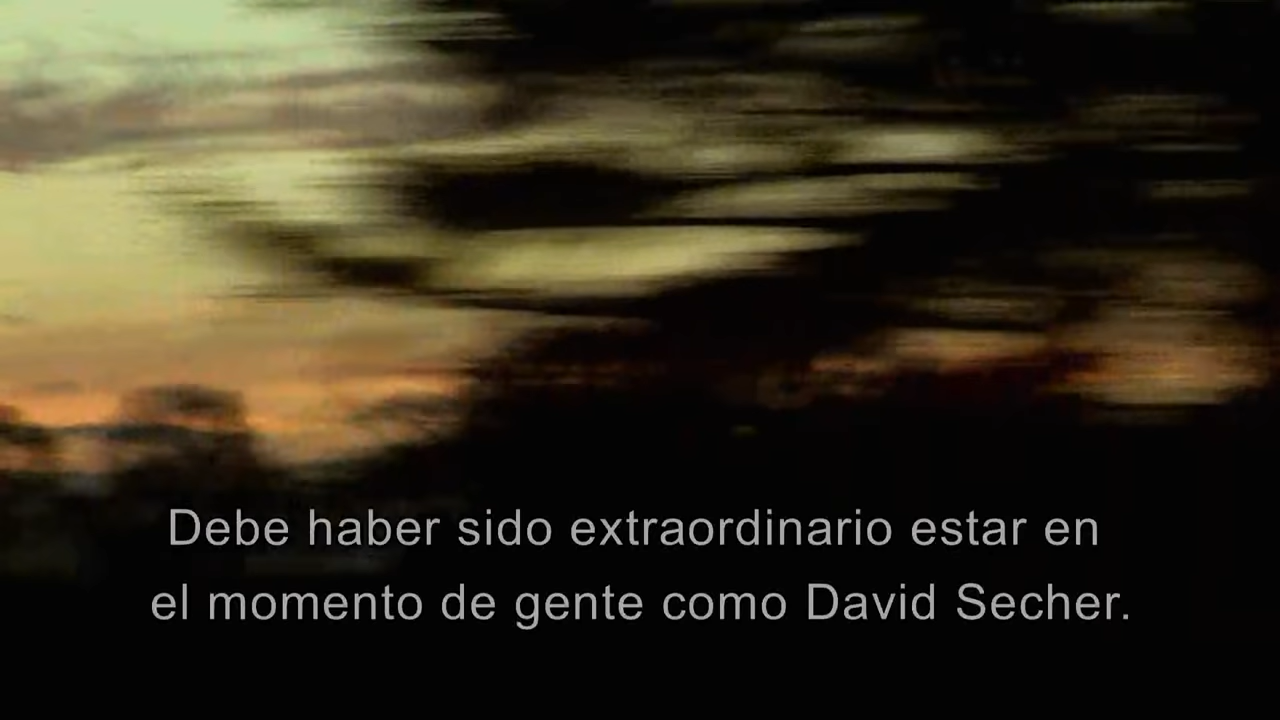 Debe haber sido extraordinario estar en
el momento de gente como David Secher.